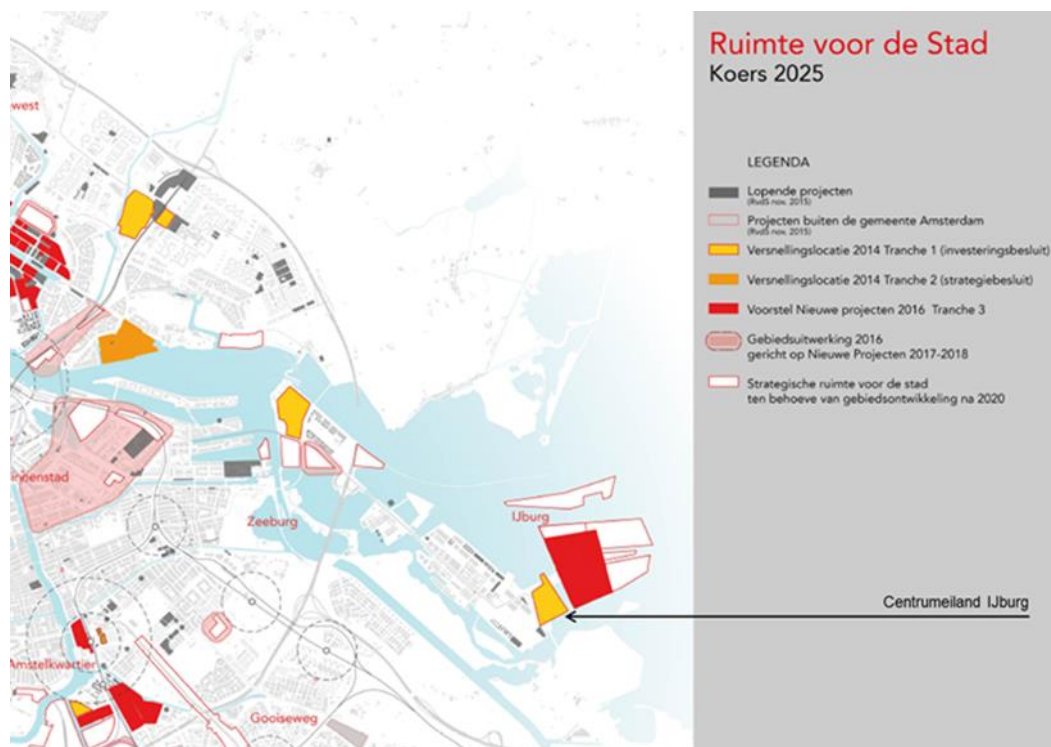 Ruimte voor de Stad
Koers 2025
LEGENDA
Lopende projecten
(RvdS nov. 2015)
Projecten buiten de gemeente Amsterdam
(RvdS nov. 2015)
Versnellingslocatie 2014 Tranche 1 (investeringsbesluit)
Versnellingslocatie 2014 Tranche 2 (strategiebesluit)
Voorstel Nieuwe projecten 2016 Tranche 3
Gebiedsuitwerking 2016
gericht op Nieuwe Projecten 2017-2018
Strategische ruimte voor de stad
ten behoeve van gebiedsontwikkeling na 2020
west
Zeeburg
IJburg
Centrumeiland IJburg
Amstelkwartier
Gooiseweg